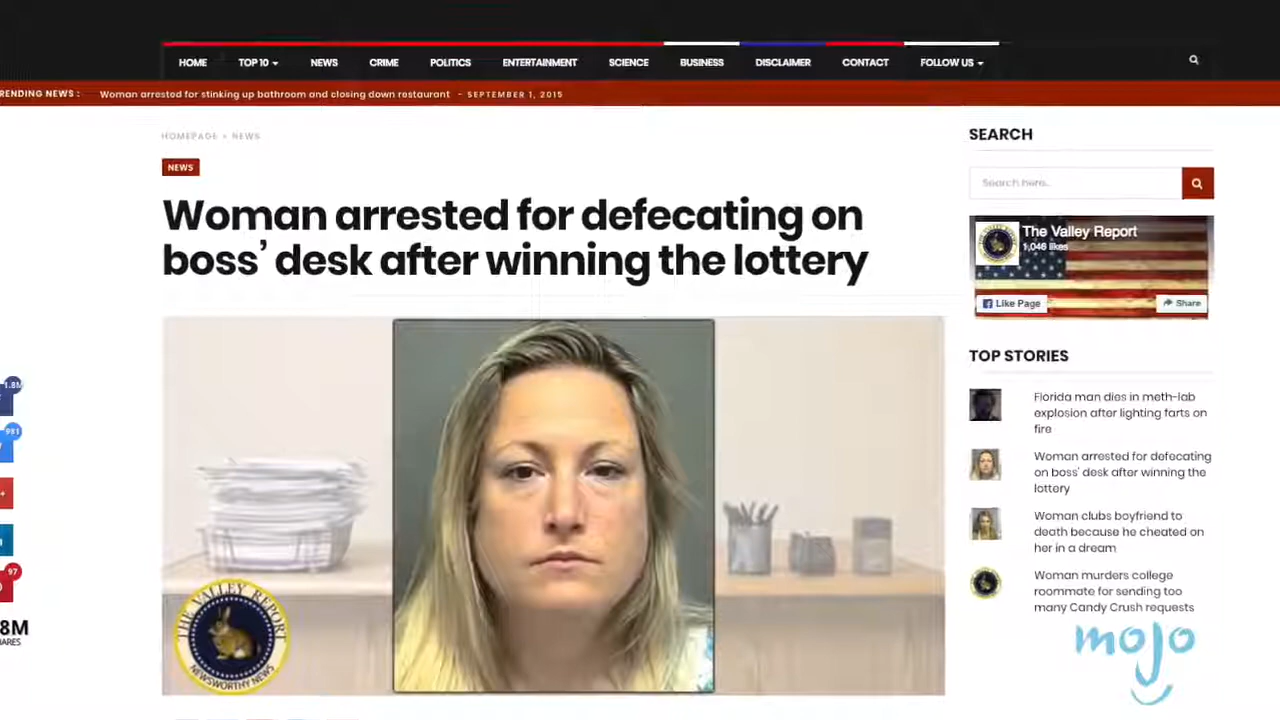 HOME TOP 10 NEWS CRIME POLITICS ENTERTAINMENT SCIENCE BUSINESS DISCLAIMER CONTACT FOLLOW US
RENDING NEWS : Woman arrested for stinking up bathroom and closing down restaurant - SEPTEMBER 1, 2015
HOMEPAGE » NEWS
NEWS
Woman arrested for defecating on
boss’ desk after winning the lottery
THE VALLEY REPORT
NEWSWORTHY NEWS
1.8M
981
97
8M
HARES
SEARCH
Search here..
The Valley Report
1,046 likes
Like Page
Share
TOP STORIES
Florida man dies in meth-lab
explosion after lighting farts on
fire
Woman arrested for defecating
on boss' desk after winning the
lottery
Woman clubs boyfriend to
death because he cheated on
her in a dream
Woman murders college
roommate for sending too
many Candy Crush requests
mojo